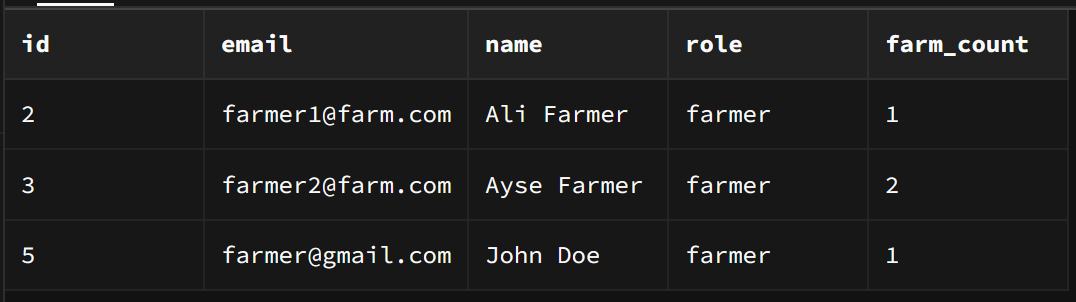 id email name role farm_count
2 farmer1@farm.com Ali Farmer farmer 1
3 farmer2@farm.com Ayse Farmer farmer 2
5 farmer@gmail.com John Doe farmer 1